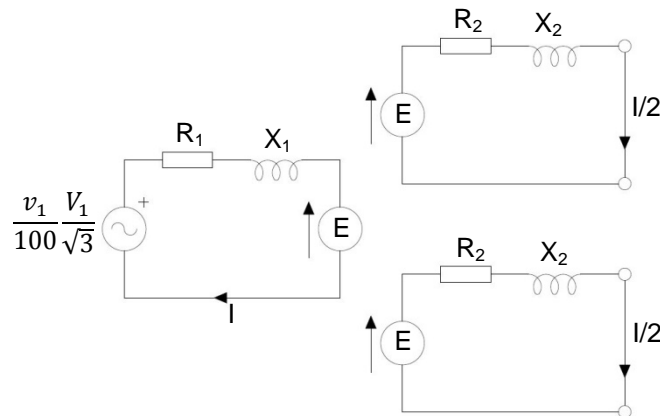 R₂ X₂
E
I/2
R₁ X₁
v₁/100 V₁/√3
+
E
I
R₂ X₂
E
I/2